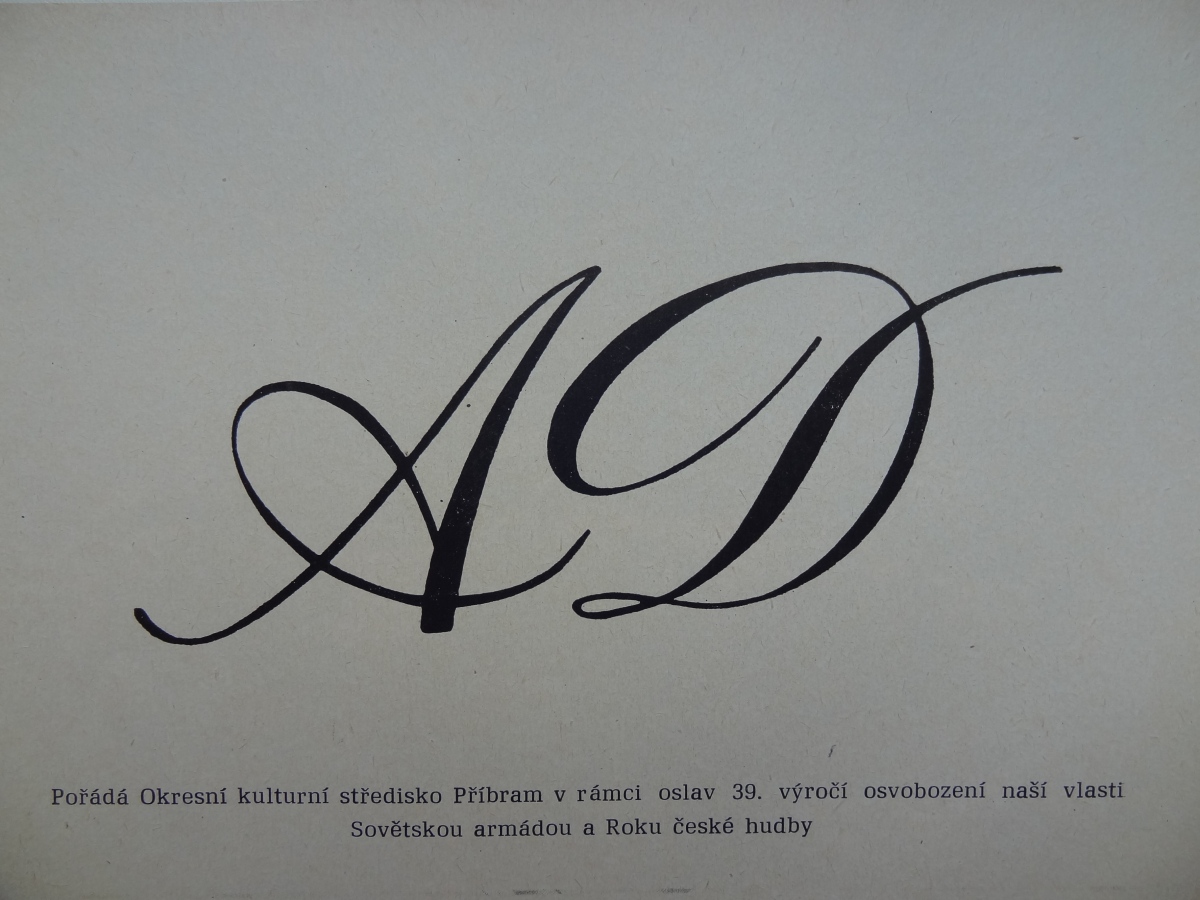 AD
Pořádá Okresní kulturní středisko Příbram v rámci oslav 39. výročí osvobození naší vlasti
Sovětskou armádou a Roku české hudby